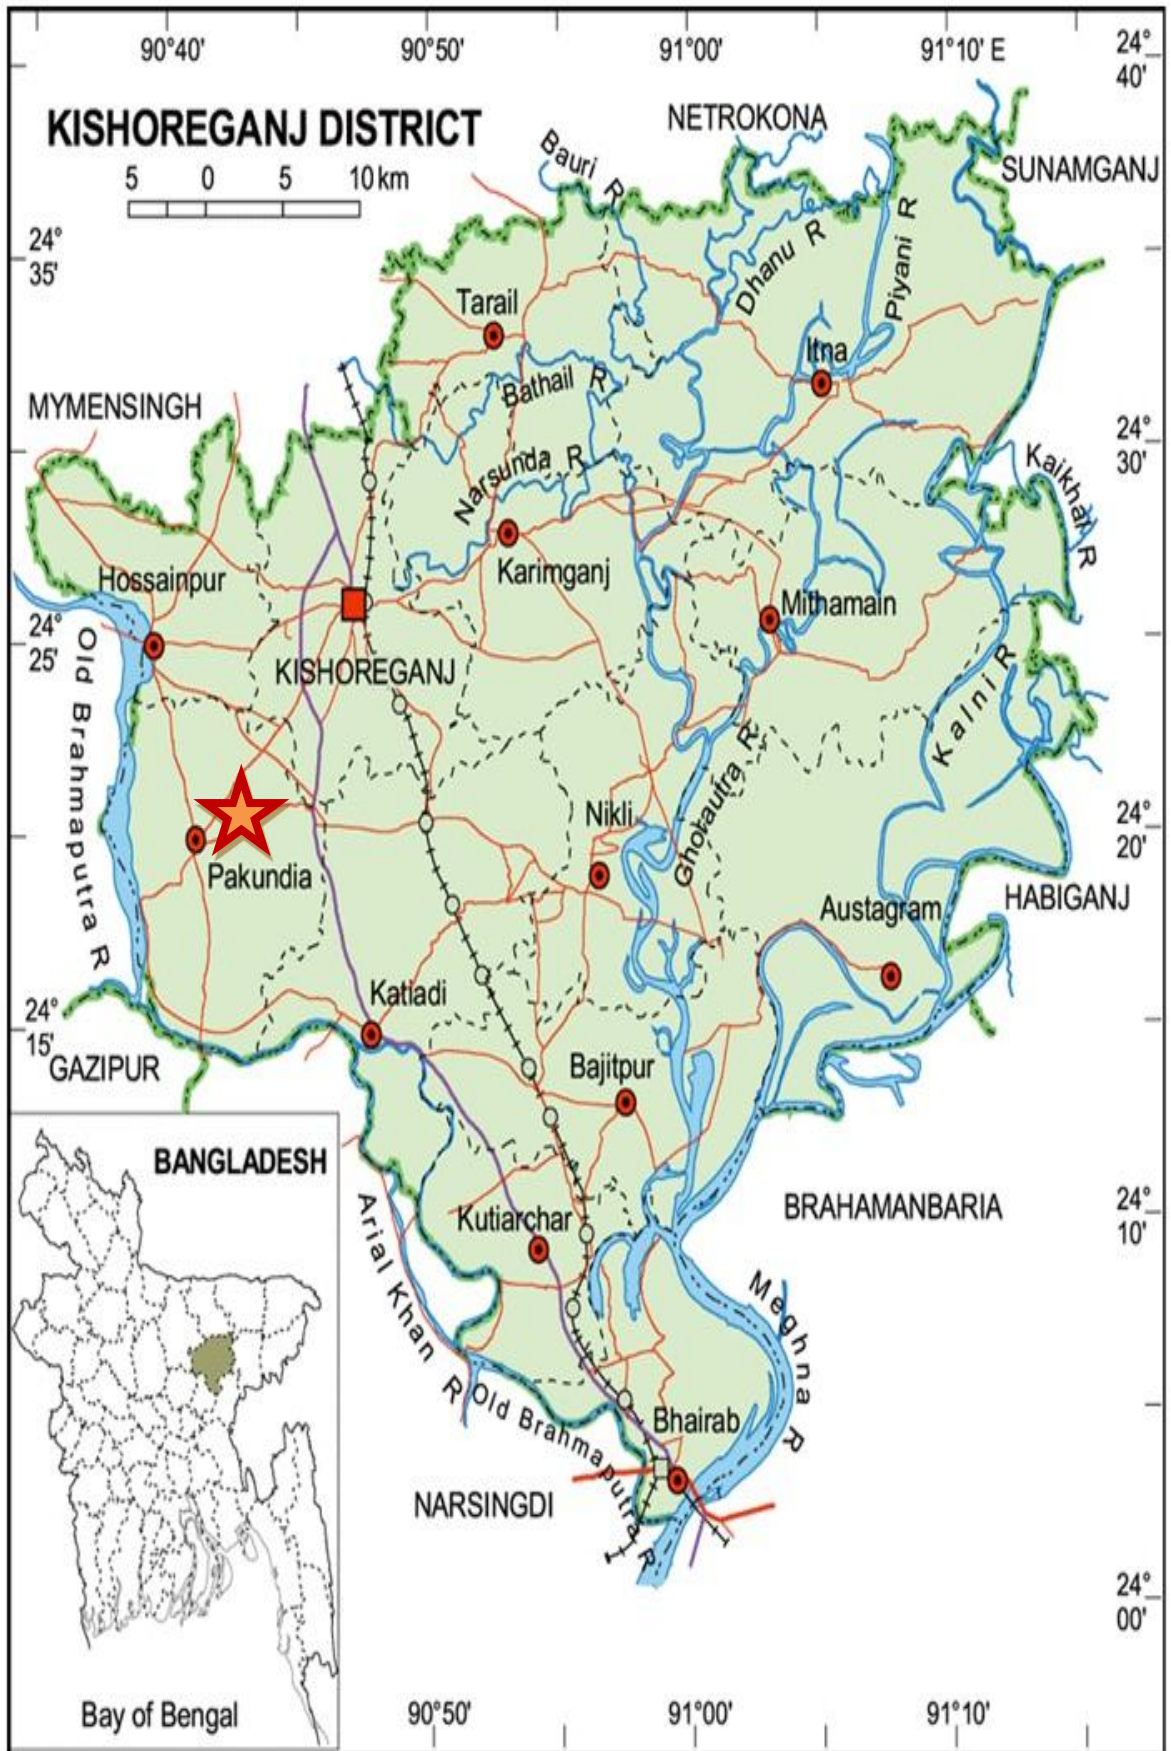 90°40' 90°50' 91°00' 91°10' E
24°
40'
KISHOREGANJ DISTRICT
5 0 5 10 km
NETROKONA
SUNAMGANJ
Bauri R
Dhanu R
Piyani R
24°
35'
Tarail
Itna
Bathail R
MYMENSINGH
24°
30'
Kaikhal R
Narsunda R
Karimganj
Hossainpur
Mithamain
24°
25'
KISHOREGANJ
Old Brahmaputra R
Kalni R
Ghorautra R
Nikli
24°
20'
Pakundia
HABIGANJ
Austagram
Katiadi
24°
15'
GAZIPUR
Bajitpur
BANGLADESH
BRAHAMANBARIA
24°
10'
Kutiarchar
Arial Khan R
Meghna R
Old Brahmaputra R
Bhairab
NARSINGDI
24°
00'
Bay of Bengal
90°50' 91°00' 91°10'